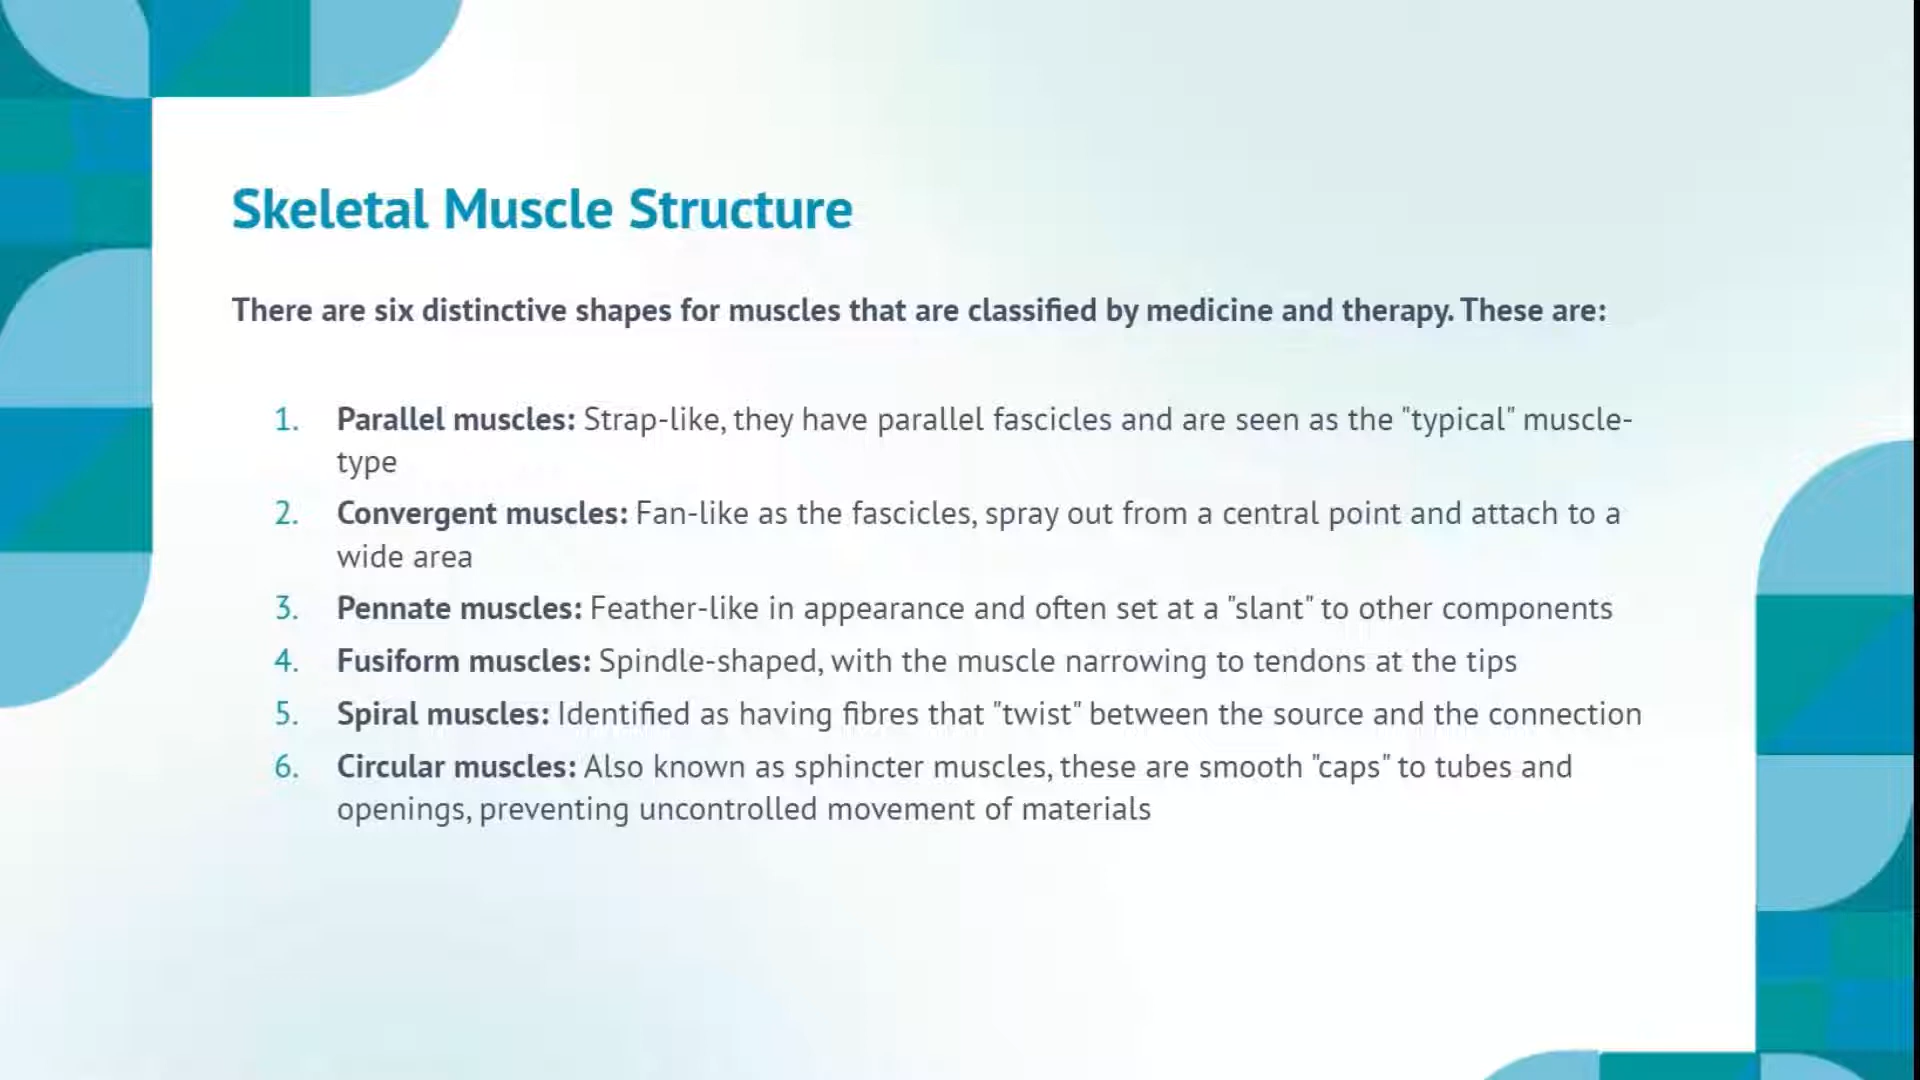 Skeletal Muscle Structure
There are six distinctive shapes for muscles that are classified by medicine and therapy. These are:
1. Parallel muscles: Strap-like, they have parallel fascicles and are seen as the "typical" muscle-
type
2. Convergent muscles: Fan-like as the fascicles, spray out from a central point and attach to a
wide area
3. Pennate muscles: Feather-like in appearance and often set at a "slant" to other components
4. Fusiform muscles: Spindle-shaped, with the muscle narrowing to tendons at the tips
5. Spiral muscles: Identified as having fibres that "twist" between the source and the connection
6. Circular muscles: Also known as sphincter muscles, these are smooth "caps" to tubes and
openings, preventing uncontrolled movement of materials